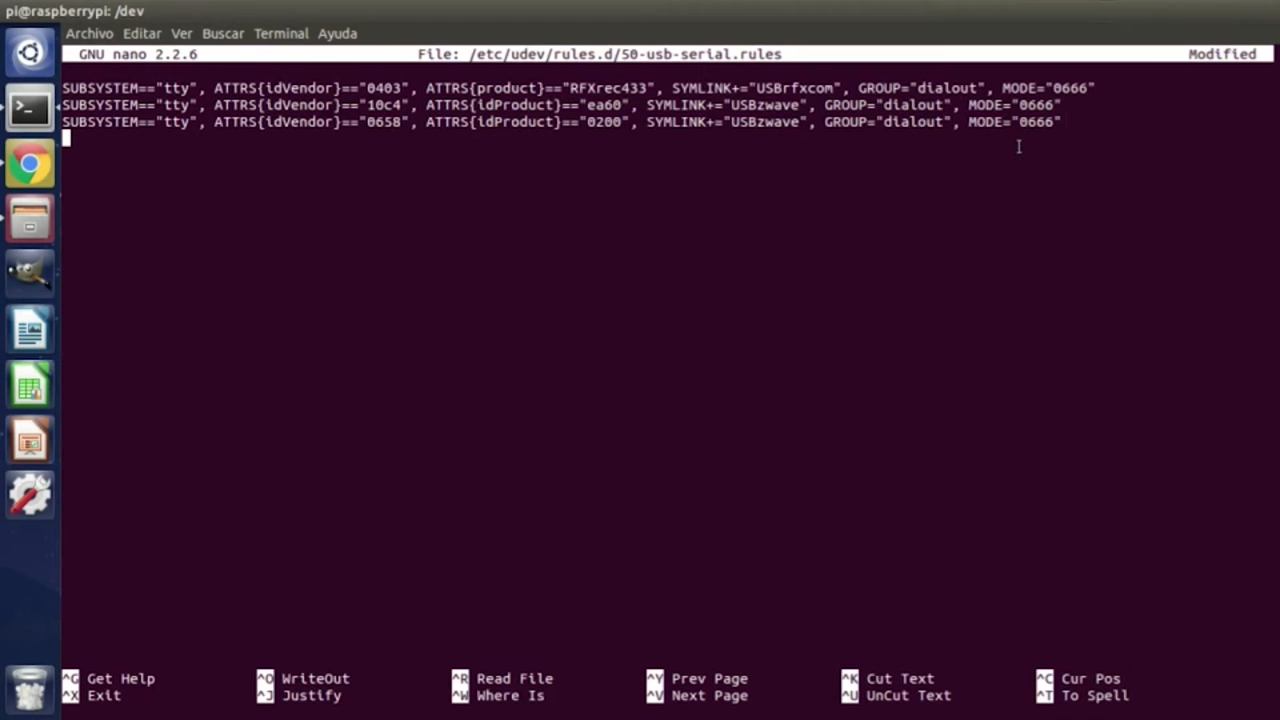 pi@raspberrypi: /dev
Archivo Editar Ver Buscar Terminal Ayuda
GNU nano 2.2.6 File: /etc/udev/rules.d/50-usb-serial.rules Modified
SUBSYSTEM=="tty", ATTRS{idVendor}=="0403", ATTRS{product}=="RFXrec433", SYMLINK+="USBrfxcom", GROUP="dialout", MODE="0666"
SUBSYSTEM=="tty", ATTRS{idVendor}=="10c4", ATTRS{idProduct}=="ea60", SYMLINK+="USBzwave", GROUP="dialout", MODE="0666"
SUBSYSTEM=="tty", ATTRS{idVendor}=="0658", ATTRS{idProduct}=="0200", SYMLINK+="USBzwave", GROUP="dialout", MODE="0666"
^G Get Help ^O WriteOut ^R Read File ^Y Prev Page ^K Cut Text ^C Cur Pos
^X Exit ^J Justify ^W Where Is ^V Next Page ^U UnCut Text ^T To Spell